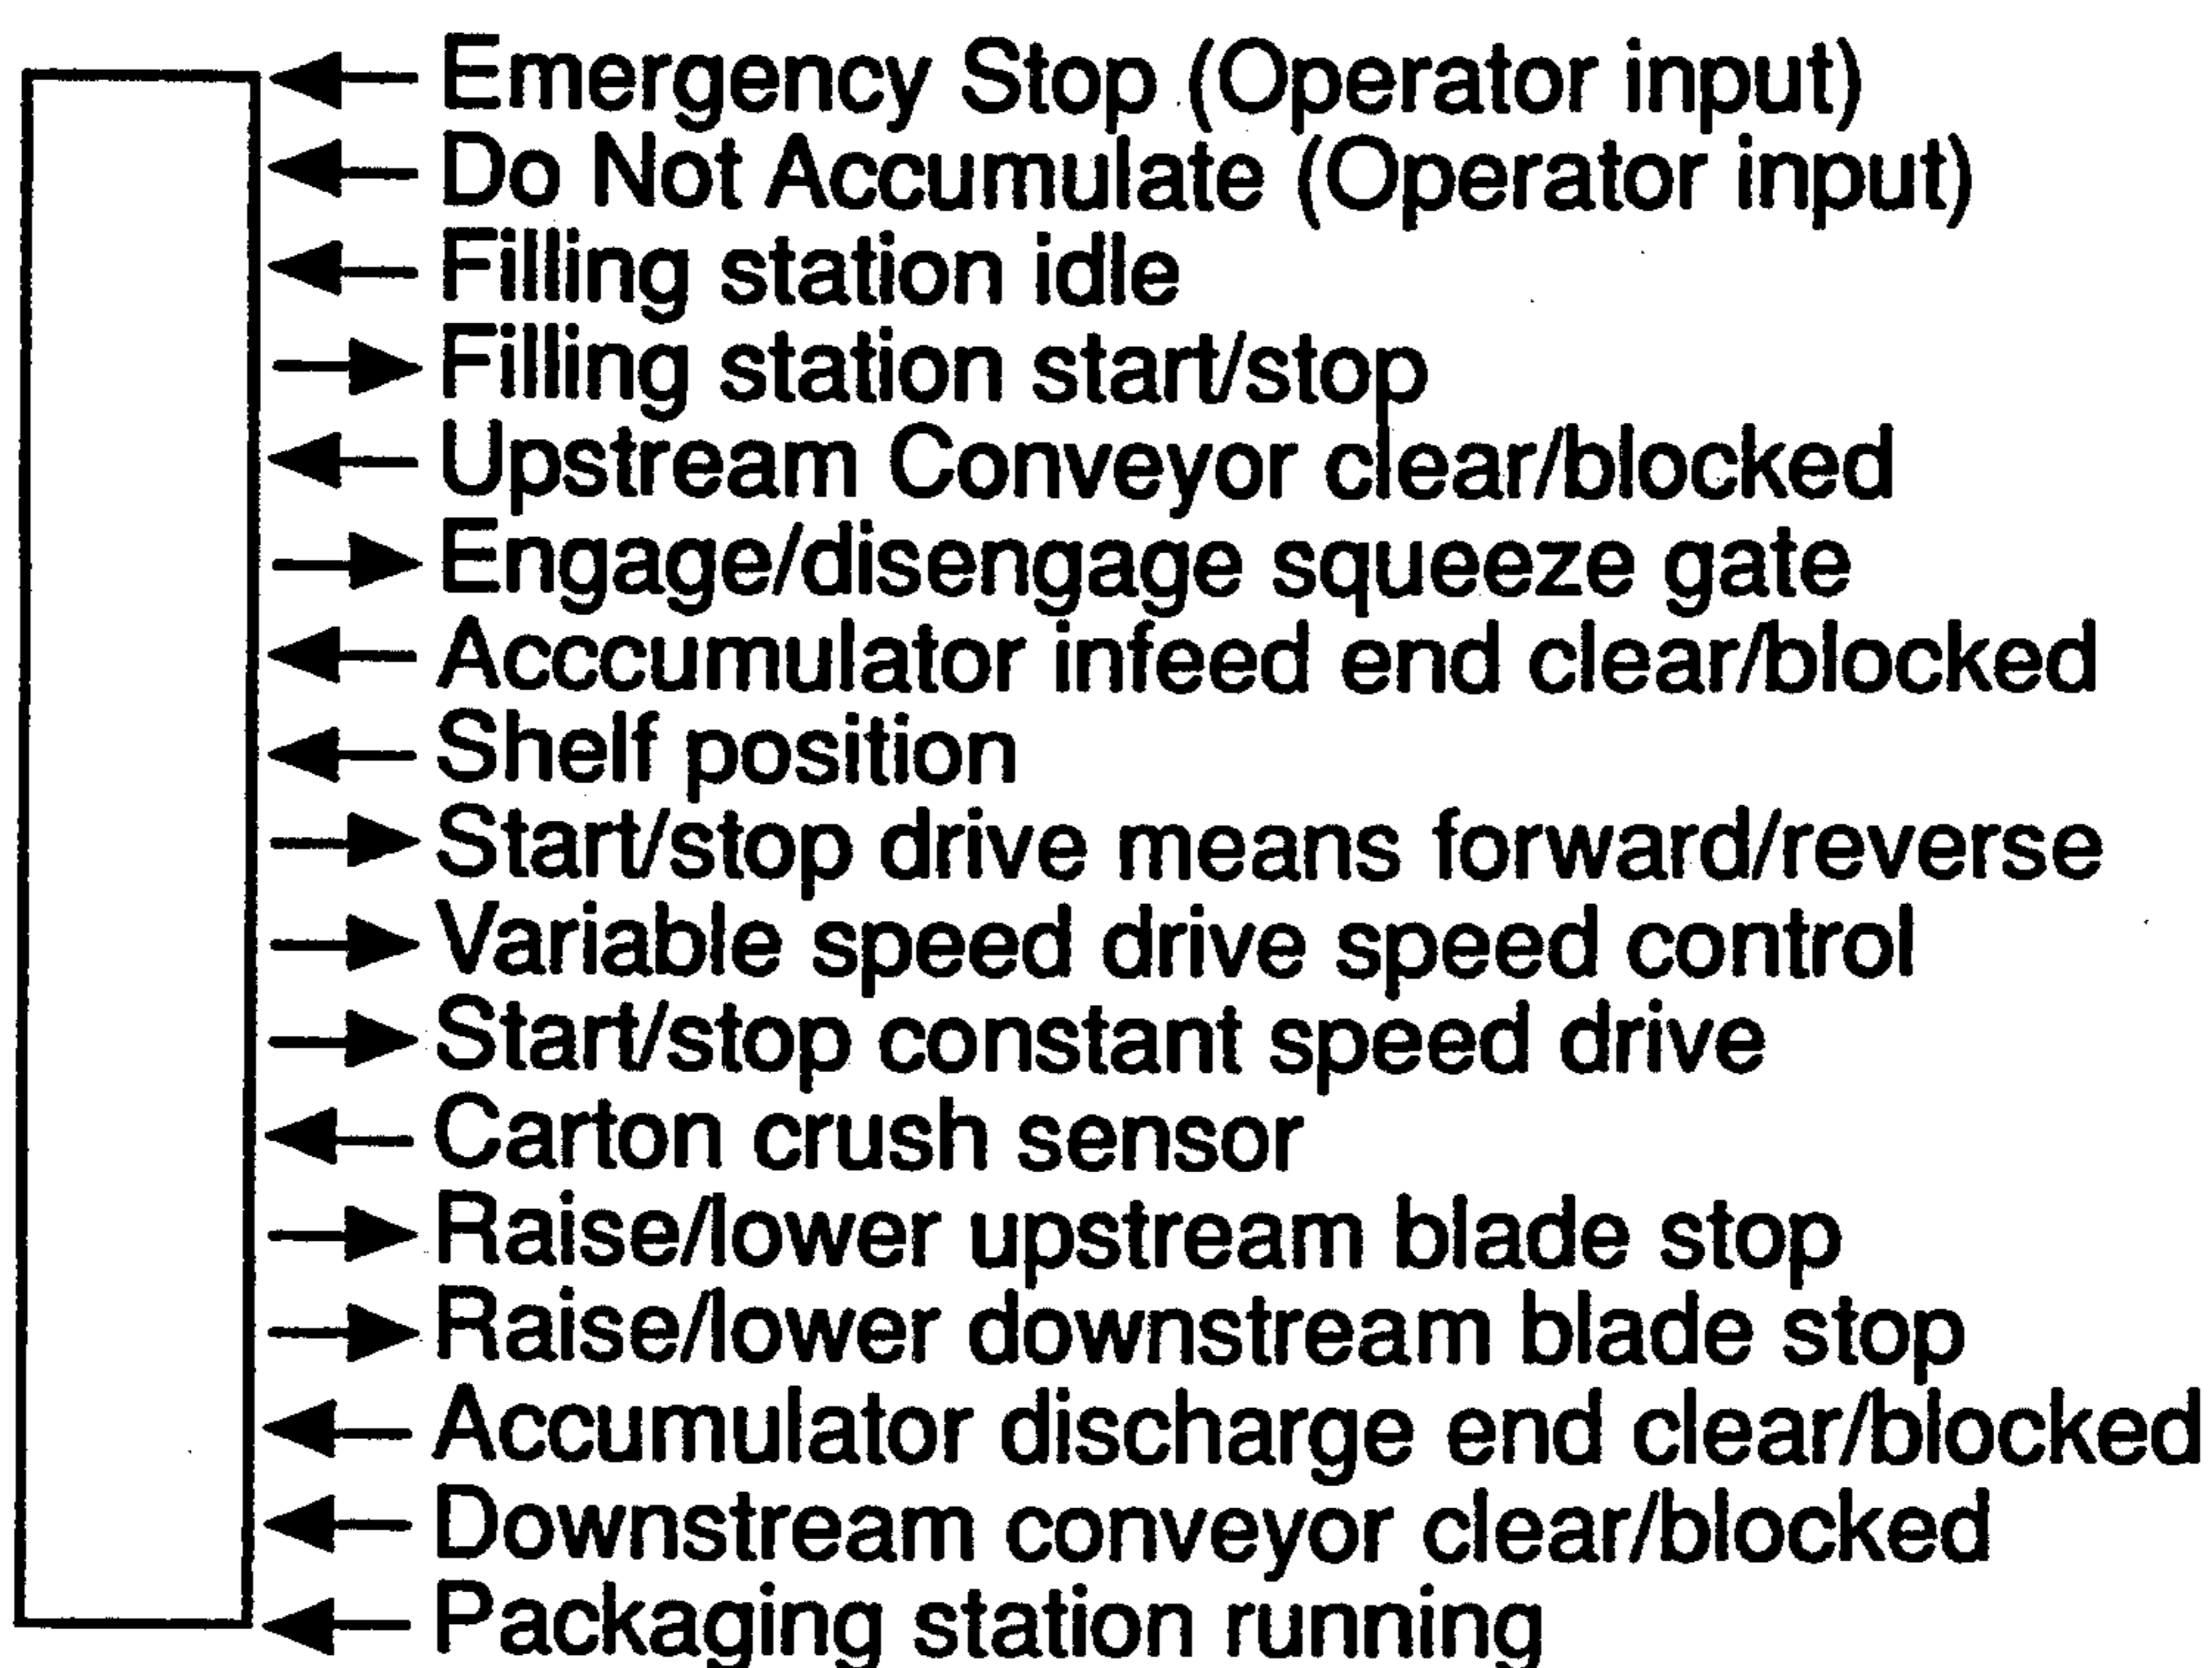 Emergency Stop (Operator input)
Do Not Accumulate (Operator input)
Filling station idle
Filling station start/stop
Upstream Conveyor clear/blocked
Engage/disengage squeeze gate
Acccumulator infeed end clear/blocked
Shelf position
Start/stop drive means forward/reverse
Variable speed drive speed control
Start/stop constant speed drive
Carton crush sensor
Raise/lower upstream blade stop
Raise/lower downstream blade stop
Accumulator discharge end clear/blocked
Downstream conveyor clear/blocked
Packaging station running